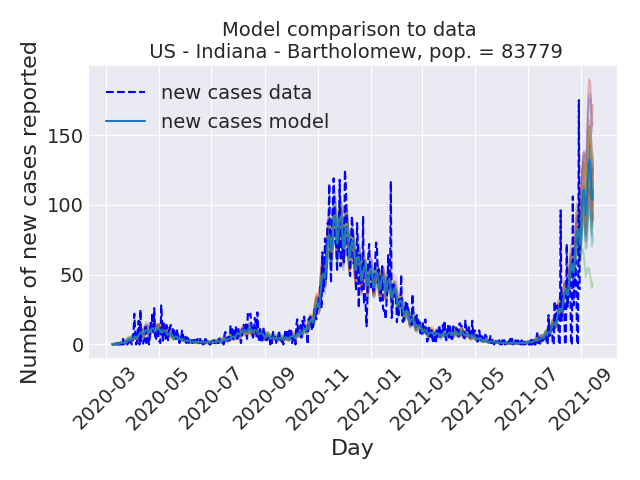 Model comparison to data
US - Indiana - Bartholomew, pop. = 83779
Number of new cases reported
new cases data
new cases model
150
100
50
0
2020-03
2020-05
2020-07
2020-09
2020-11
2021-01
2021-03
2021-05
2021-07
2021-09
Day